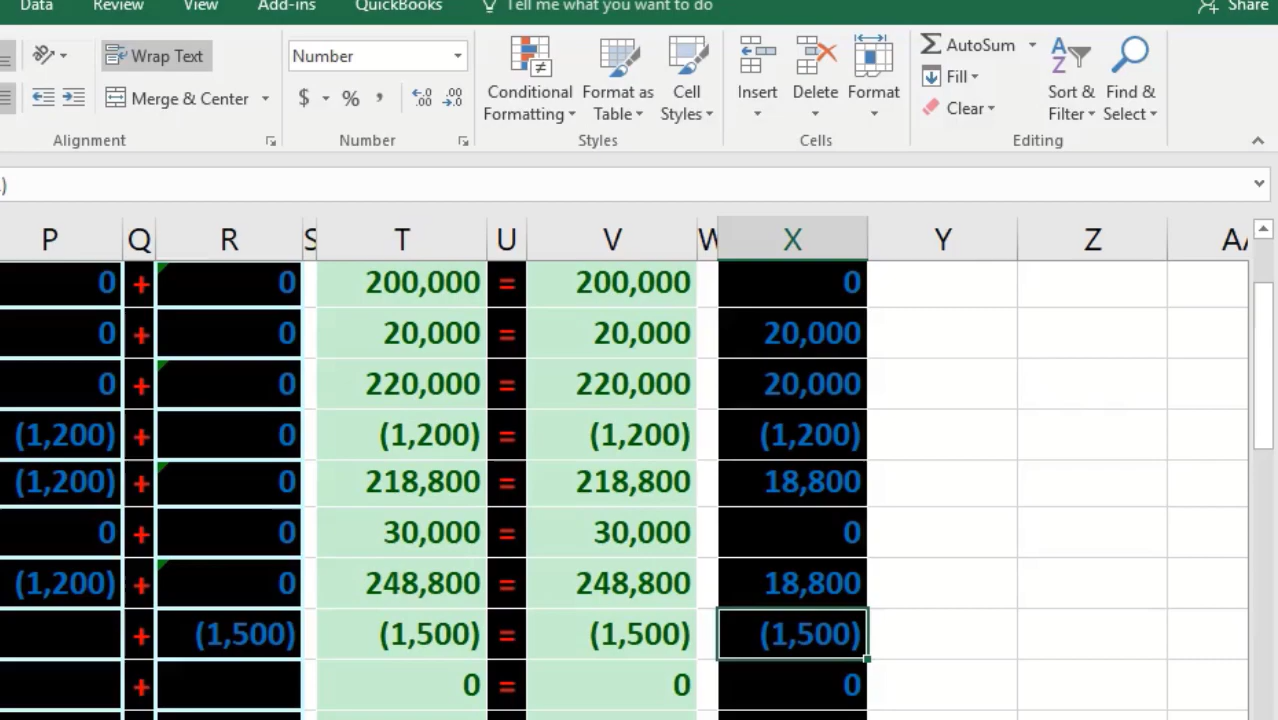 Data Review View Add-ins QuickBooks Tell me what you want to do Share
Wrap Text Number AutoSum
Fill
Merge & Center $ % , .00 .0 Conditional Formatting Format as Table Cell Styles Insert Delete Format Clear Sort & Filter Find & Select
Alignment Number Styles Cells Editing
)
P Q R S T U V W X Y Z AA
0 + 0 200,000 = 200,000 0
0 + 0 20,000 = 20,000 20,000
0 + 0 220,000 = 220,000 20,000
(1,200) + 0 (1,200) = (1,200) (1,200)
(1,200) + 0 218,800 = 218,800 18,800
0 + 0 30,000 = 30,000 0
(1,200) + 0 248,800 = 248,800 18,800
+ (1,500) (1,500) = (1,500) (1,500)
+ 0 = 0 0